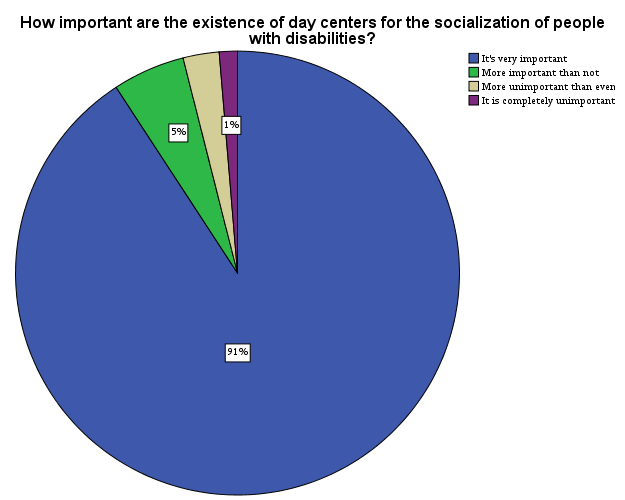 How important are the existence of day centers for the socialization of people
with disabilities?
It's very important
More important than not
More unimportant than even
It is completely unimportant
5%
1%
91%